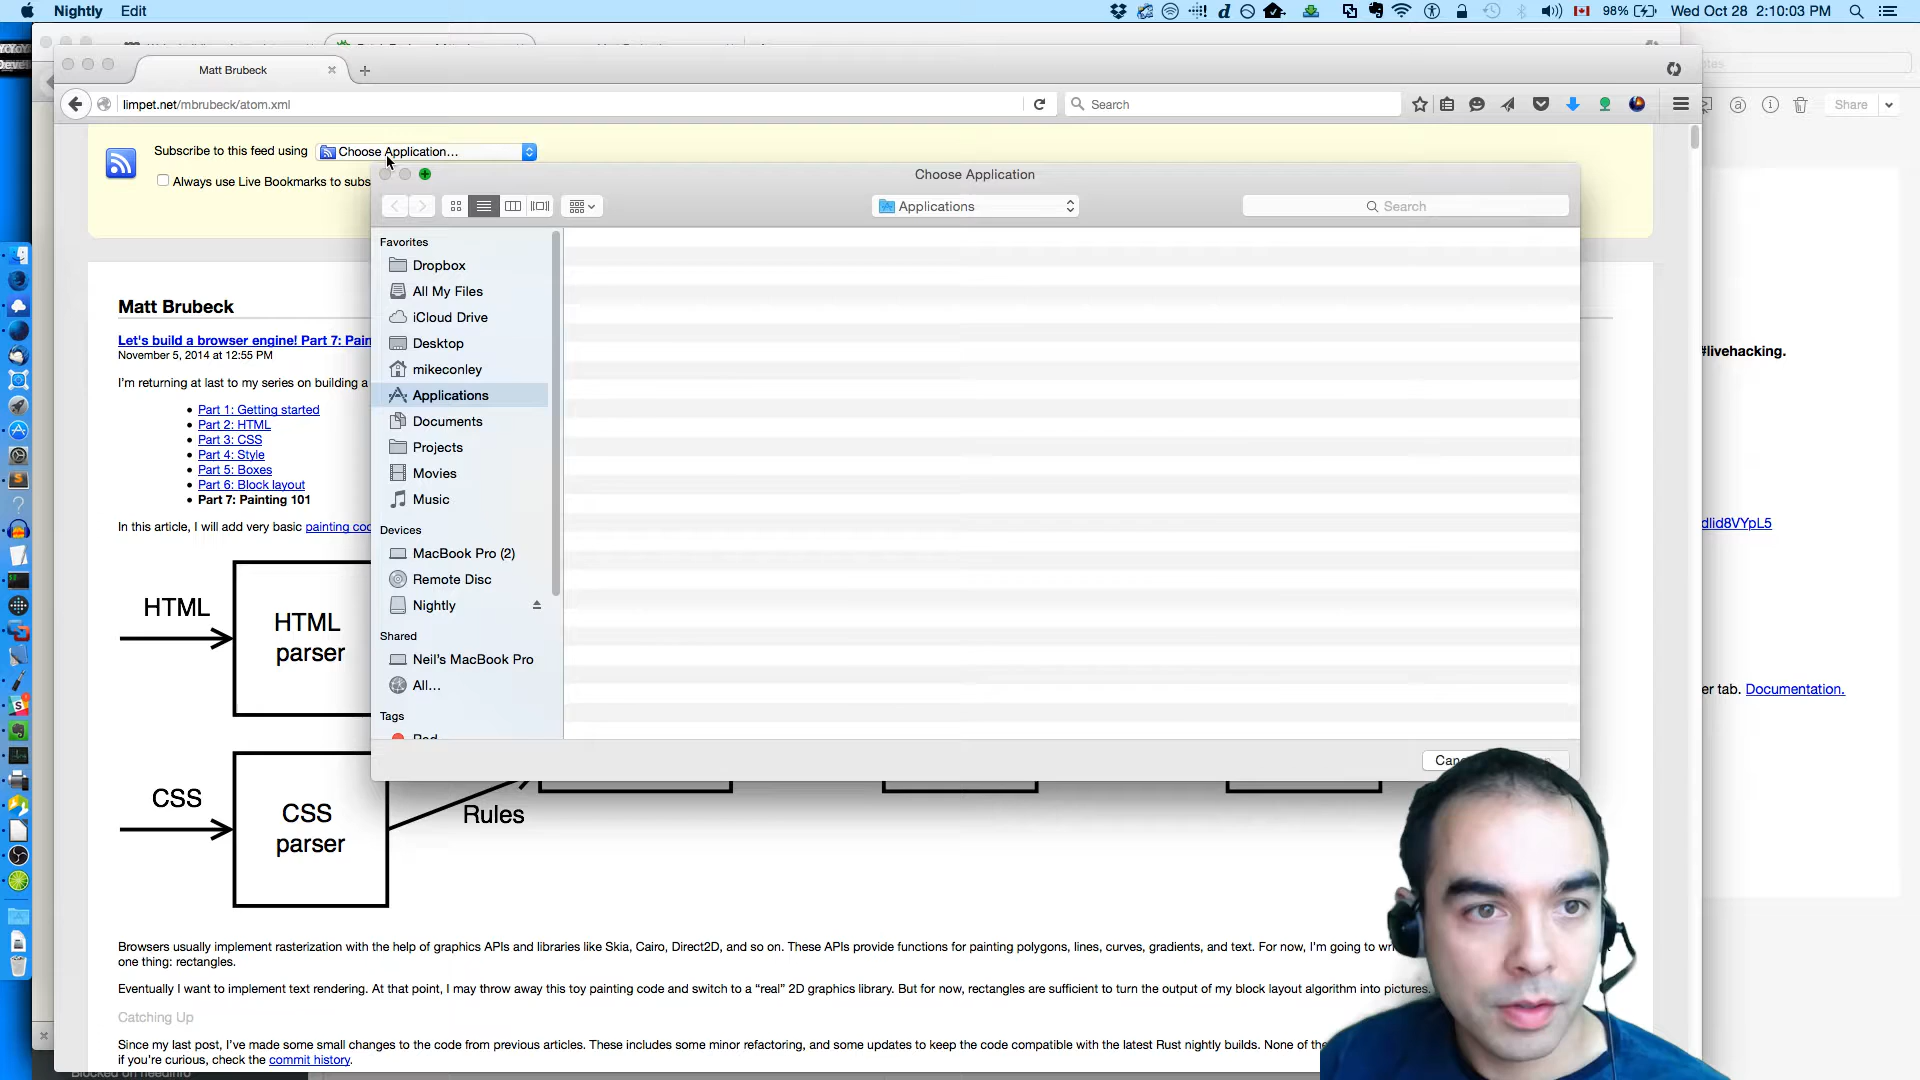 Nightly Edit
98% Wed Oct 28 2:10:03 PM
Matt Brubeck
limpet.net/mbrubeck/atom.xml
Search
Share
Subscribe to this feed using Choose Application...
Always use Live Bookmarks to subs
Choose Application
Applications
Search
Favorites
Dropbox
All My Files
iCloud Drive
Desktop
mikeconley
Applications
Documents
Projects
Movies
Music
Devices
MacBook Pro (2)
Remote Disc
Nightly
Shared
Neil's MacBook Pro
All...
Tags
Red
Matt Brubeck
Let's build a browser engine! Part 7: Pain
November 5, 2014 at 12:55 PM
I'm returning at last to my series on building a
Part 1: Getting started
Part 2: HTML
Part 3: CSS
Part 4: Style
Part 5: Boxes
Part 6: Block layout
Part 7: Painting 101
In this article, I will add very basic painting cod
HTML
HTML
parser
CSS
CSS
parser
Rules
#livehacking.
dlid8VYpL5
er tab. Documentation.
Browsers usually implement rasterization with the help of graphics APIs and libraries like Skia, Cairo, Direct2D, and so on. These APIs provide functions for painting polygons, lines, curves, gradients, and text. For now, I'm going to wri
one thing: rectangles.
Eventually I want to implement text rendering. At that point, I may throw away this toy painting code and switch to a "real" 2D graphics library. But for now, rectangles are sufficient to turn the output of my block layout algorithm into pictures.
Catching Up
Since my last post, I've made some small changes to the code from previous articles. These includes some minor refactoring, and some updates to keep the code compatible with the latest Rust nightly builds. None of the
if you're curious, check the commit history.
Blocked on needinfo